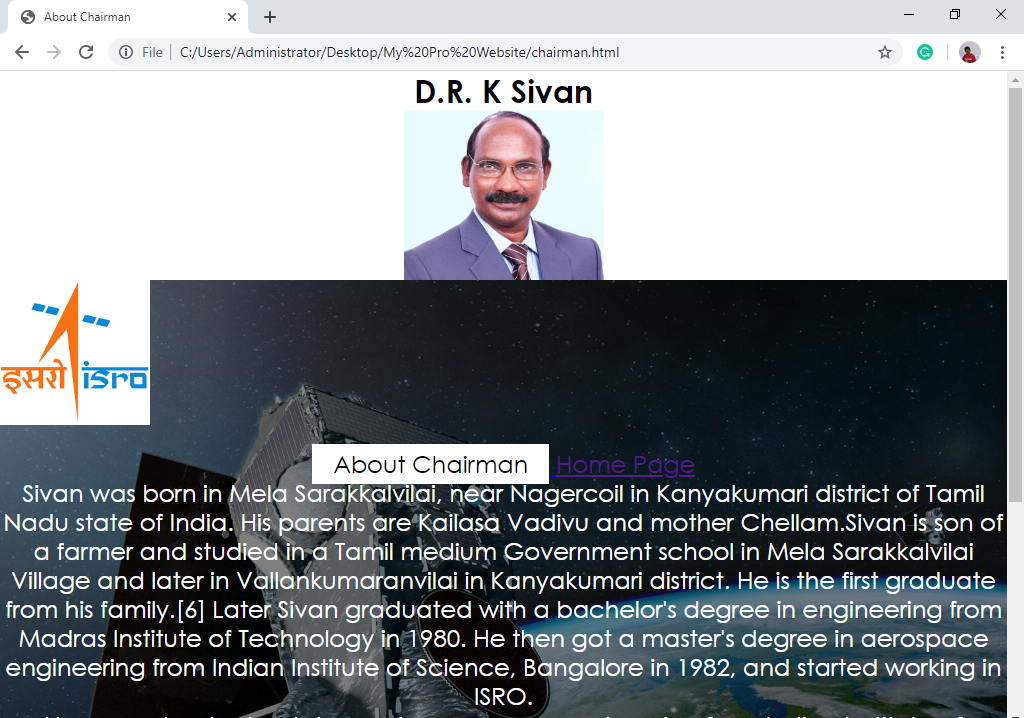 About Chairman
File
C:/Users/Administrator/Desktop/My%20Pro%20Website/chairman.html
D.R. K Sivan
इसरो isro
About Chairman Home Page
Sivan was born in Mela Sarakkalvilai, near Nagercoil in Kanyakumari district of Tamil
Nadu state of India. His parents are Kailasa Vadivu and mother Chellam.Sivan is son of
a farmer and studied in a Tamil medium Government school in Mela Sarakkalvilai
Village and later in Vallankumaranvilai in Kanyakumari district. He is the first graduate
from his family.[6] Later Sivan graduated with a bachelor's degree in engineering from
Madras Institute of Technology in 1980. He then got a master's degree in aerospace
engineering from Indian Institute of Science, Bangalore in 1982, and started working in
ISRO.